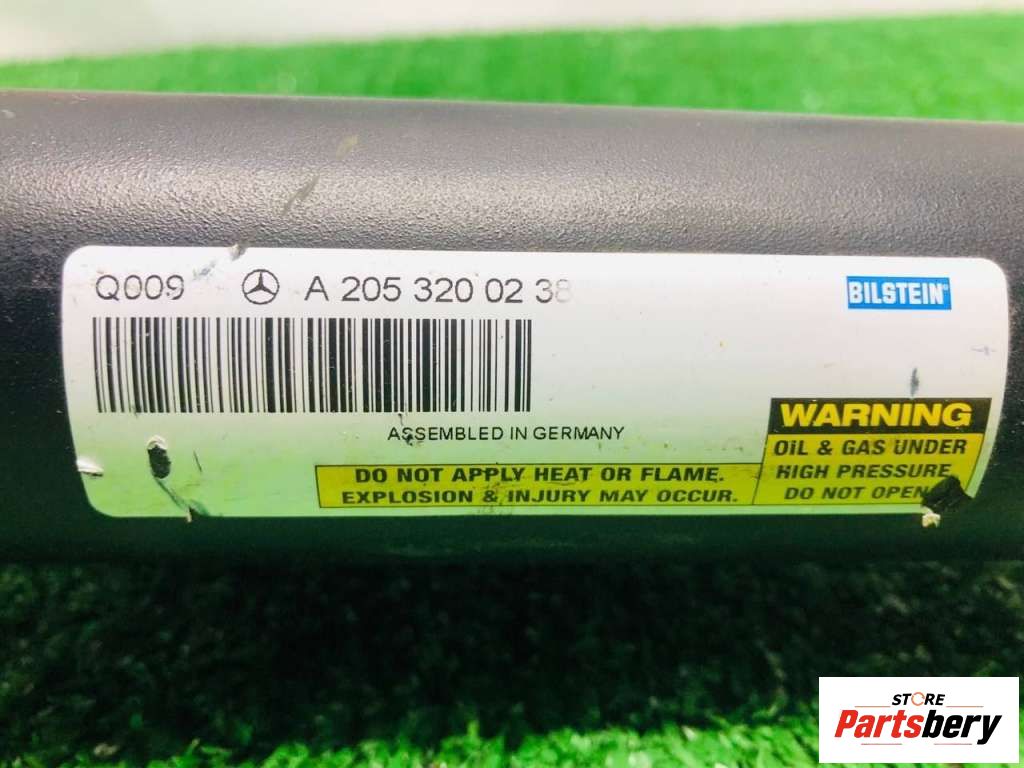 Q009 A 205 320 02 38
BILSTEIN®
ASSEMBLED IN GERMANY
DO NOT APPLY HEAT OR FLAME.
EXPLOSION & INJURY MAY OCCUR.
WARNING
OIL & GAS UNDER
HIGH PRESSURE
DO NOT OPEN
STORE
Partsbery